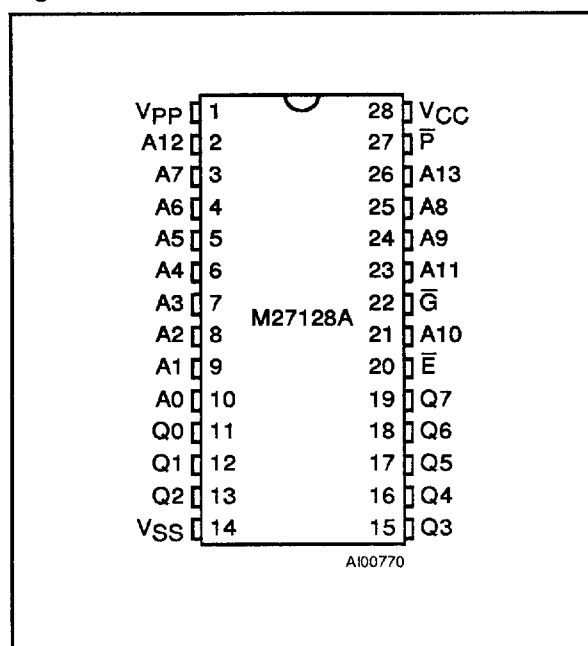 VPP 1 28 VCC
A12 2 27 P̅
A7 3 26 A13
A6 4 25 A8
A5 5 24 A9
A4 6 23 A11
A3 7 22 G̅
M27128A
A2 8 21 A10
A1 9 20 E̅
A0 10 19 Q7
Q0 11 18 Q6
Q1 12 17 Q5
Q2 13 16 Q4
VSS 14 15 Q3
AI00770